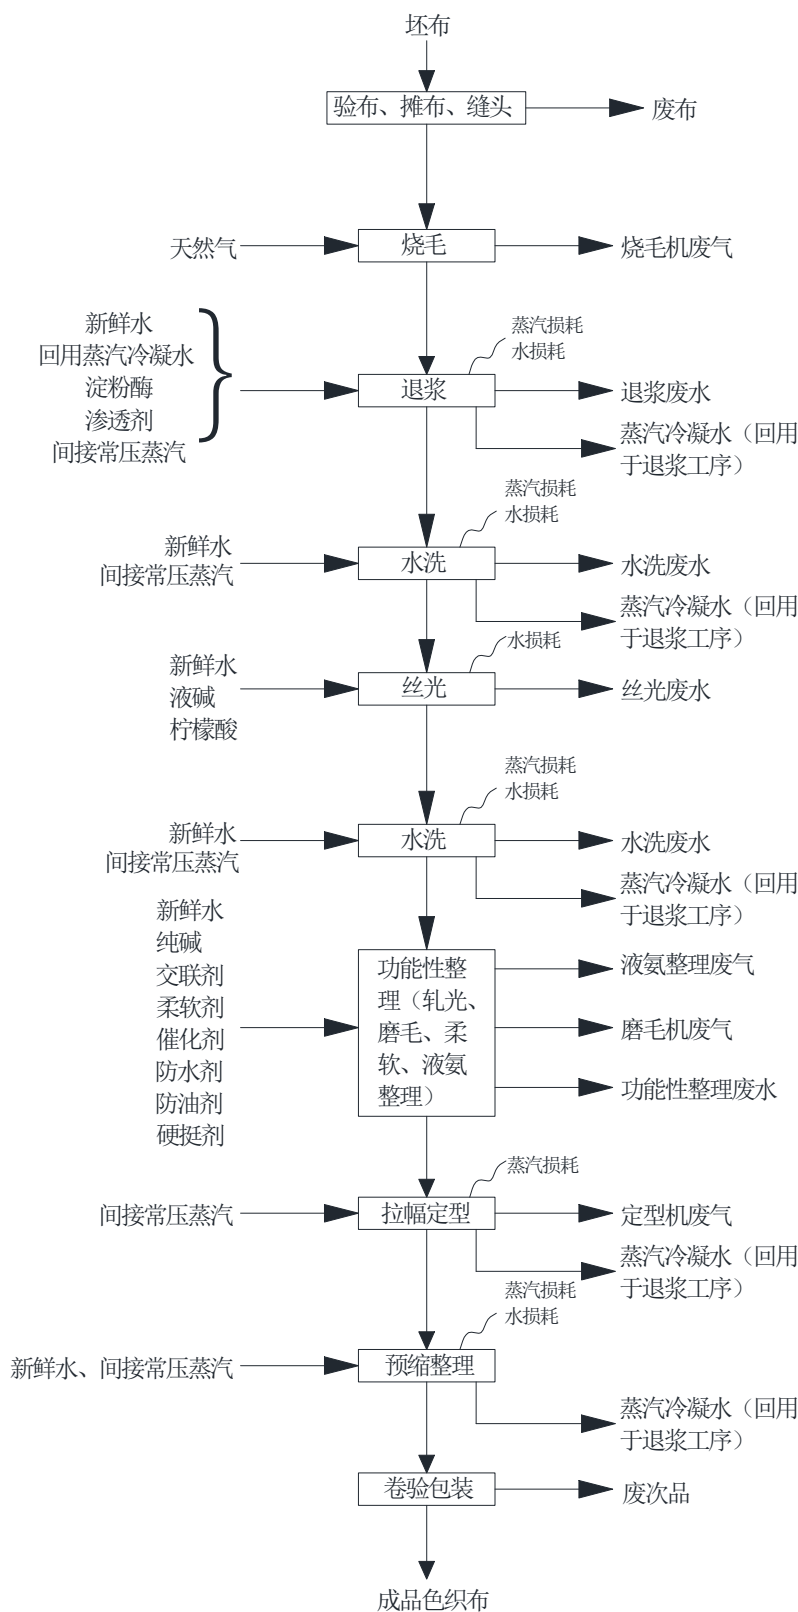 坯布
验布、摊布、缝头
废布
天然气
烧毛
烧毛机废气
新鲜水
回用蒸汽冷凝水
淀粉酶
渗透剂
间接常压蒸汽
蒸汽损耗
水损耗
退浆
退浆废水
蒸汽冷凝水（回用
于退浆工序）
新鲜水
间接常压蒸汽
蒸汽损耗
水损耗
水洗
水洗废水
蒸汽冷凝水（回用
于退浆工序）
新鲜水
液碱
柠檬酸
水损耗
丝光
丝光废水
新鲜水
间接常压蒸汽
蒸汽损耗
水损耗
水洗
水洗废水
蒸汽冷凝水（回用
于退浆工序）
新鲜水
纯碱
交联剂
柔软剂
催化剂
防水剂
防油剂
硬挺剂
功能性整
理（轧光、
磨毛、柔
软、液氨
整理）
液氨整理废气
磨毛机废气
功能性整理废水
间接常压蒸汽
蒸汽损耗
拉幅定型
定型机废气
蒸汽冷凝水（回用
于退浆工序）
新鲜水、间接常压蒸汽
蒸汽损耗
水损耗
预缩整理
蒸汽冷凝水（回用
于退浆工序）
卷验包装
废次品
成品色织布